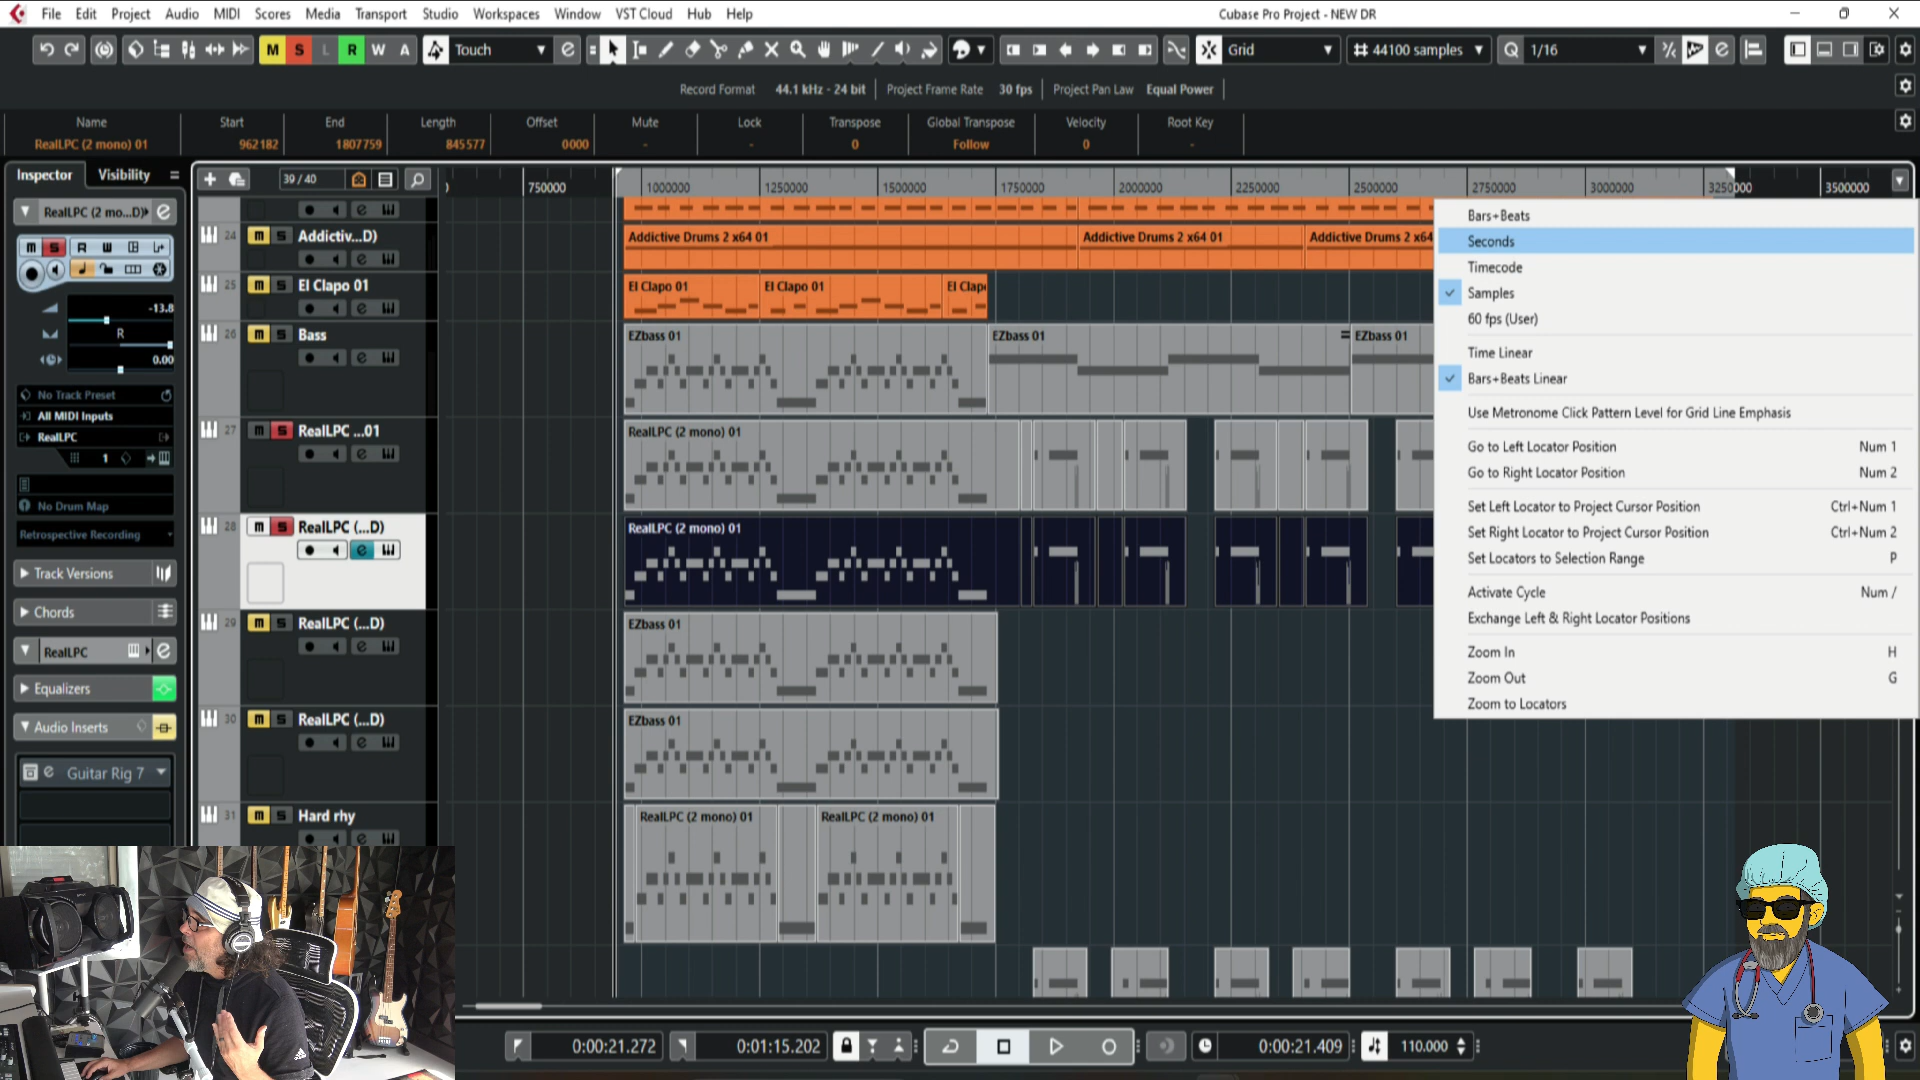 File Edit Project Audio MIDI Scores Media Transport Studio Workspaces Window VST Cloud Hub Help Cubase Pro Project - NEW DR
M S L R W A Touch Grid 44100 samples Q 1/16
Record Format 44.1 kHz - 24 bit Project Frame Rate 30 fps Project Pan Law Equal Power
Name Start End Length Offset Mute Lock Transpose Global Transpose Velocity Root Key
RealLPC (2 mono) 01 962182 1807759 845577 0000 - - 0 Follow 0 -
Inspector Visibility 39 / 40 750000 1000000 1250000 1500000 1750000 2000000 2250000 2500000 2750000 3000000 3250000 3500000
RealLPC (2 mo...D)
m S R W L
-13.8
R
0.00
No Track Preset
All MIDI Inputs
RealLPC
1
No Drum Map
Retrospective Recording
Track Versions
Chords
RealLPC
Equalizers
Audio Inserts
Guitar Rig 7
24 m S Addictiv...D)
Addictive Drums 2 x64 01 Addictive Drums 2 x64 01 Addictive Drums 2 x64
25 m S El Clapo 01
El Clapo 01 El Clapo 01 El Clap
26 m S Bass
EZbass 01 EZbass 01 EZbass 01
27 m S RealLPC ...01
RealLPC (2 mono) 01
28 m S RealLPC (...D)
RealLPC (2 mono) 01
29 m S RealLPC (...D)
EZbass 01
30 m S RealLPC (...D)
EZbass 01
31 m S Hard rhy
RealLPC (2 mono) 01 RealLPC (2 mono) 01
Bars+Beats
Seconds
Timecode
Samples
60 fps (User)
Time Linear
Bars+Beats Linear
Use Metronome Click Pattern Level for Grid Line Emphasis
Go to Left Locator Position Num 1
Go to Right Locator Position Num 2
Set Left Locator to Project Cursor Position Ctrl+Num 1
Set Right Locator to Project Cursor Position Ctrl+Num 2
Set Locators to Selection Range P
Activate Cycle Num /
Exchange Left & Right Locator Positions
Zoom In H
Zoom Out G
Zoom to Locators
0:00:21.272 0:01:15.202 0:00:21.409 110.000